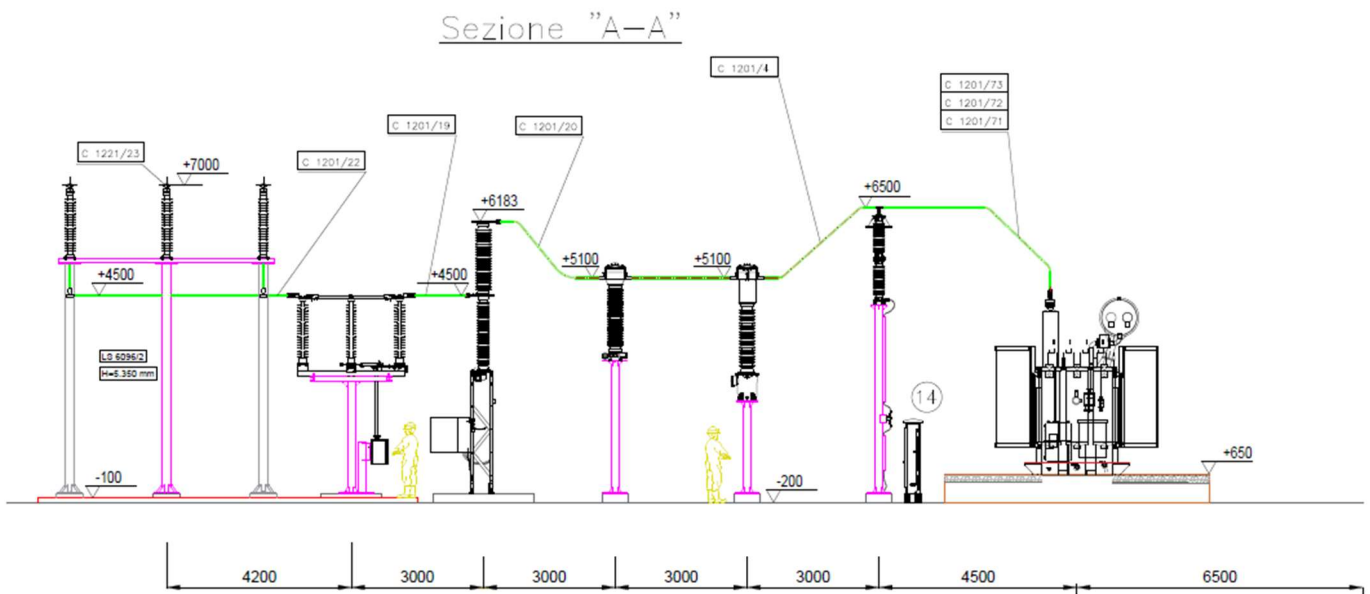 Sezione "A-A"
C 1201/4
C 1201/73
C 1201/72
C 1201/71
C 1201/19
C 1201/20
C 1221/23
C 1201/22
+7000
+6183
+6500
+5100
+5100
+4500
+4500
LG 6096/2
H=5.350 mm
14
+650
-100
-200
4200
3000
3000
3000
3000
4500
6500